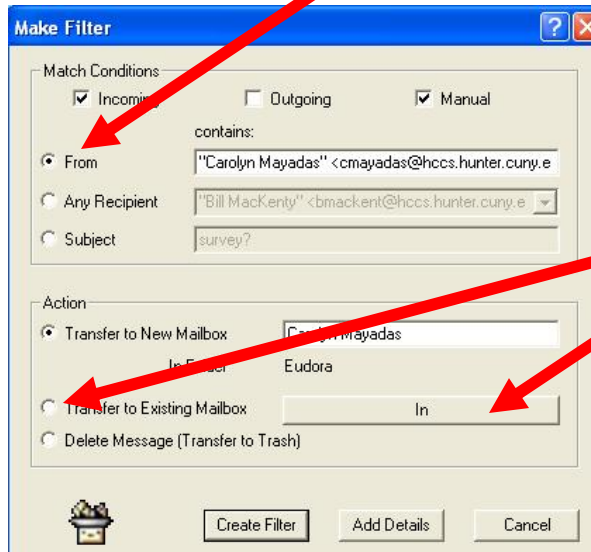 Make Filter
Match Conditions
Incoming Outgoing Manual
contains:
From "Carolyn Mayadas" <cmayadas@hccs.hunter.cuny.e
Any Recipient "Bill MacKenty" <bmackent@hccs.hunter.cuny.e
Subject survey?
Action
Transfer to New Mailbox Carolyn Mayadas
In Folder Eudora
Transfer to Existing Mailbox In
Delete Message (Transfer to Trash)
Create Filter Add Details Cancel